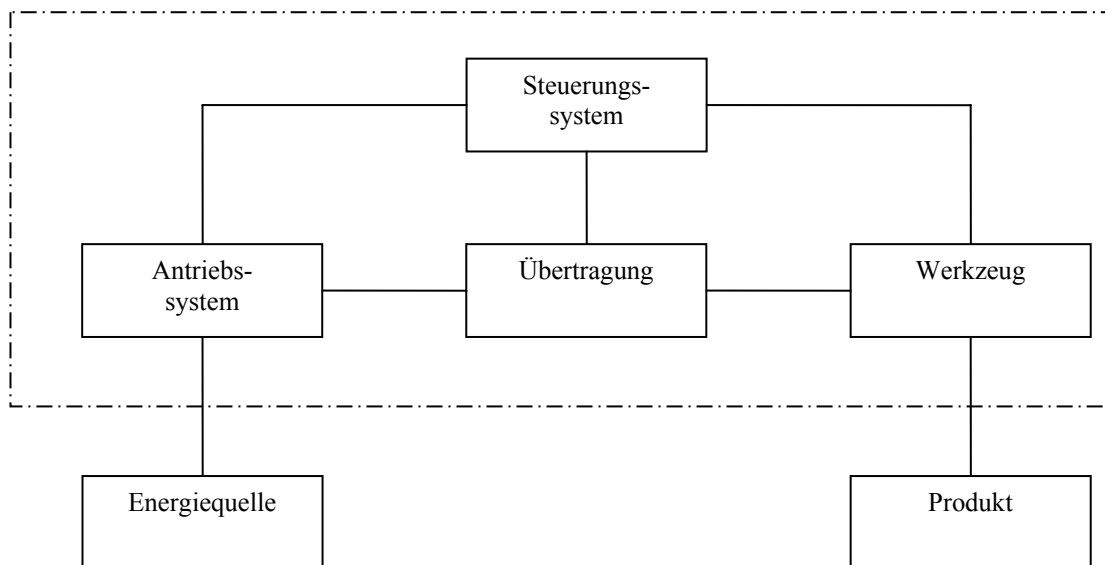 Steuerungs-
system
Antriebs-
system
Übertragung
Werkzeug
Energiequelle
Produkt